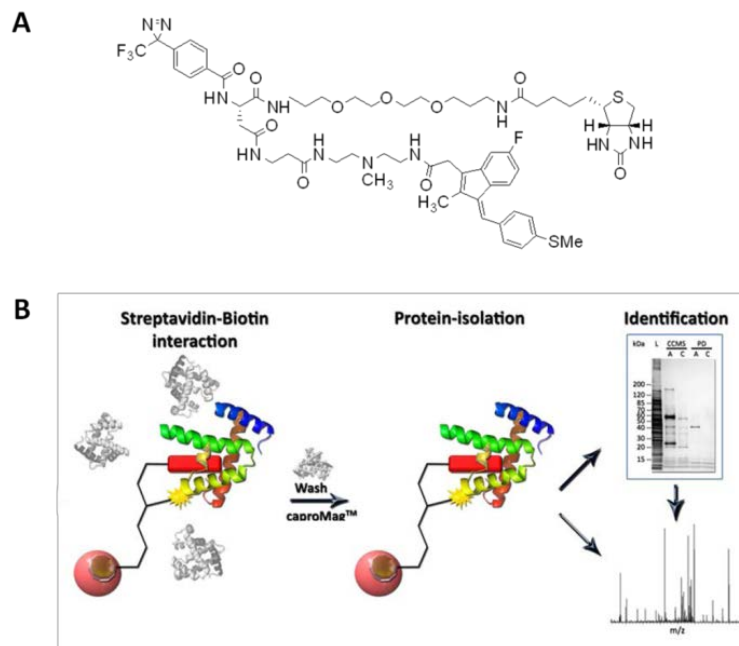 A
N=N
F₃C
O
O
HN
N
H
O
O
O
H
N
O
S
O
N
H
O
H
N
N
CH₃
H
N
O
F
H₃C
SMe
H
H
HN
NH
O
B
Streptavidin-Biotin
interaction
Protein-isolation
Identification
Wash
caproMag™
kDa L CCMS PD
A C A C
200
120
85
70
60
50
40
30
25
20
15
m/z